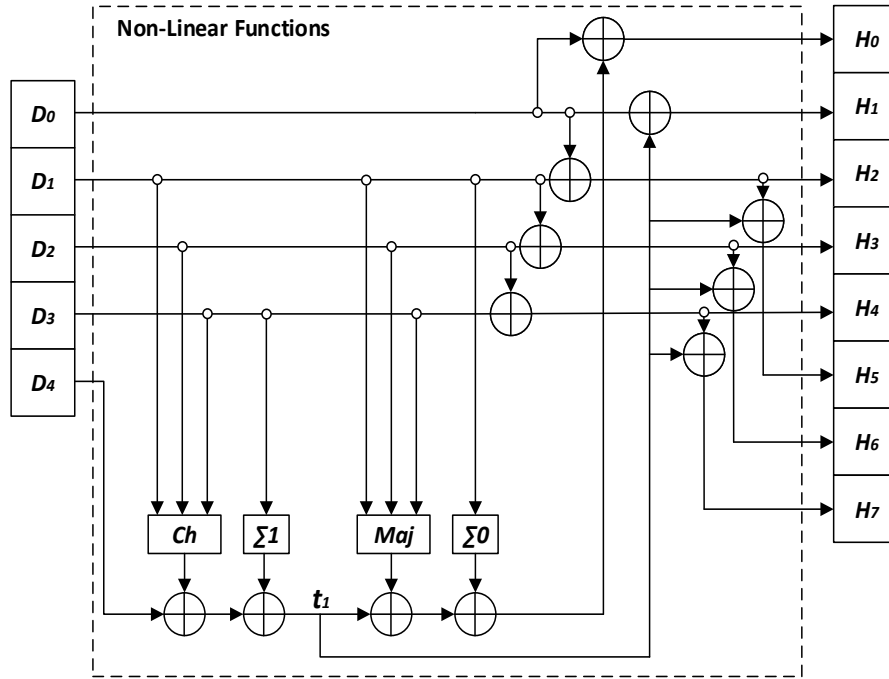 Non-Linear Functions
D0
D1
D2
D3
D4
H0
H1
H2
H3
H4
H5
H6
H7
Ch
∑1
Maj
∑0
t1